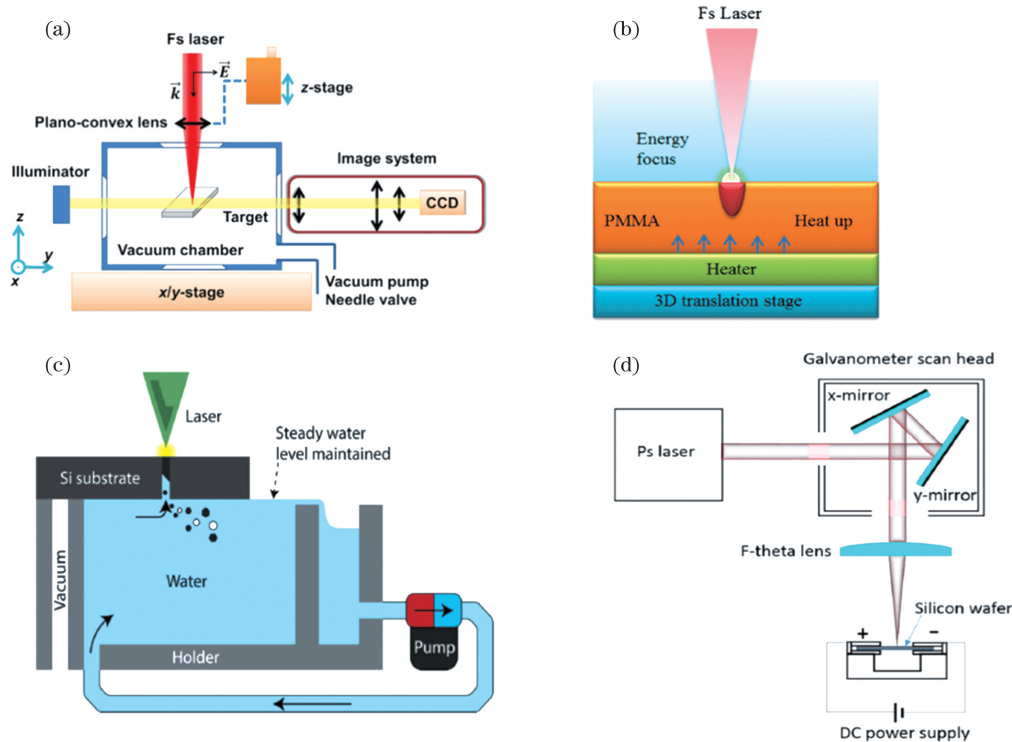 (a)
Fs laser
E
k
z-stage
Plano-convex lens
Illuminator
Image system
CCD
Target
z
y
x
Vacuum chamber
Vacuum pump
Needle valve
x/y-stage
(b)
Fs Laser
Energy
focus
PMMA
Heat up
Heater
3D translation stage
(c)
Laser
Steady water
level maintained
Si substrate
Vacuum
Water
Pump
Holder
(d)
Galvanometer scan head
x-mirror
Ps laser
y-mirror
F-theta lens
Silicon wafer
+
−
DC power supply